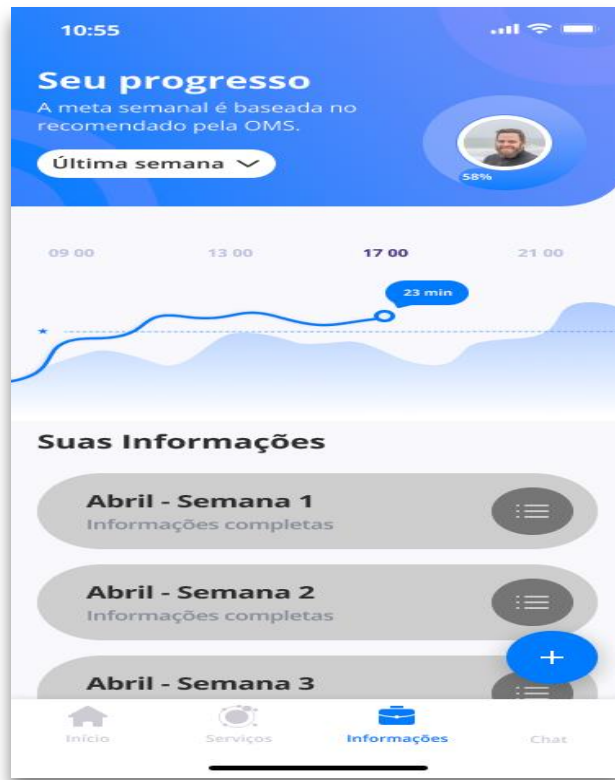 10:55
Seu progresso
A meta semanal é baseada no
recomendado pela OMS.
Última semana
58%
09 00 13 00 17 00 21 00
23 min
Suas Informações
Abril - Semana 1
Informações completas
Abril - Semana 2
Informações completas
Abril - Semana 3
Início Serviços Informações Chat